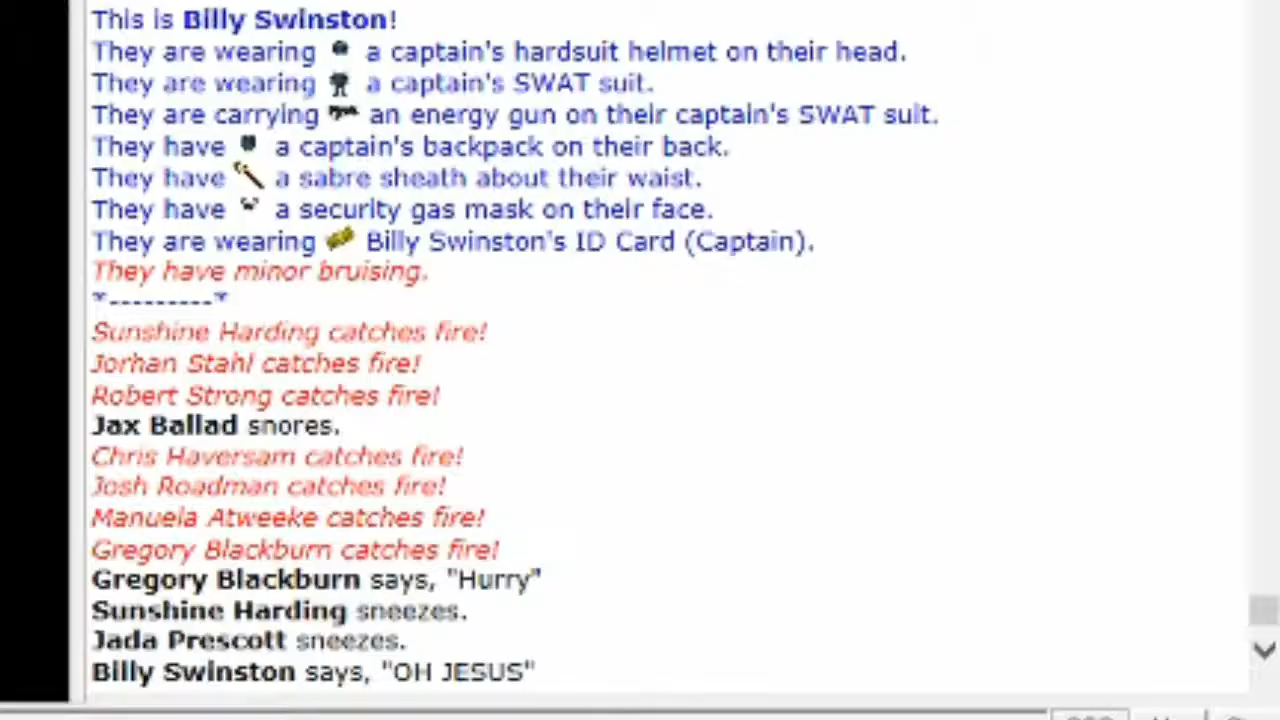 This is Billy Swinston!
They are wearing a captain's hardsuit helmet on their head.
They are wearing a captain's SWAT suit.
They are carrying an energy gun on their captain's SWAT suit.
They have a captain's backpack on their back.
They have a sabre sheath about their waist.
They have a security gas mask on their face.
They are wearing Billy Swinston's ID Card (Captain).
They have minor bruising.
*---------*
Sunshine Harding catches fire!
Jorhan Stahl catches fire!
Robert Strong catches fire!
Jax Ballad snores.
Chris Haversam catches fire!
Josh Roadman catches fire!
Manuela Atweeke catches fire!
Gregory Blackburn catches fire!
Gregory Blackburn says, "Hurry"
Sunshine Harding sneezes.
Jada Prescott sneezes.
Billy Swinston says, "OH JESUS"